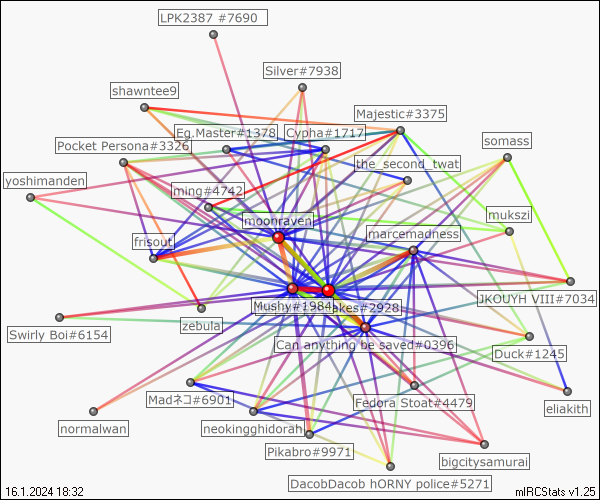 LPK2387 #7690
Silver#7938
shawntee9
Majestic#3375
Eg.Master#1378
Cypha#1717
Pocket Persona#3326
somass
the_second_twat
yoshimanden
ming#4742
mukszi
moonraven
marcemadness
frisout
JKOUYH VIII#7034
Mushy#1984
akes#2928
zebula
Swirly Boi#6154
Can anything be saved#0396
Duck#1245
Madネコ#6901
Fedora Stoat#4479
eliakith
normalwan
neokingghidorah
Pikabro#9971
bigcitysamurai
DacobDacob hORNY police#5271
16.1.2024 18:32
mIRCStats v1.25